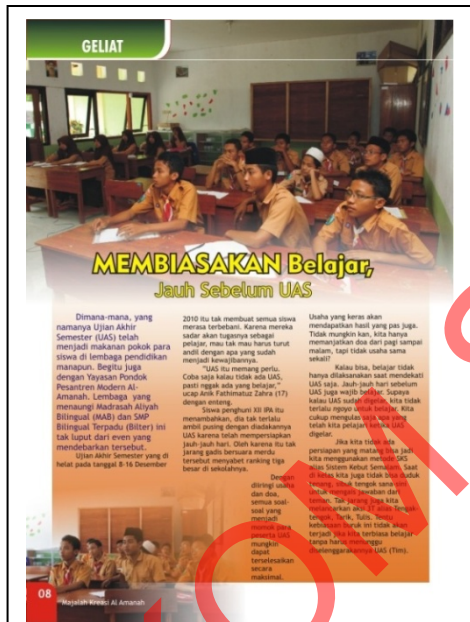 GELIAT
MEMBIASAKAN Belajar,
Jauh Sebelum UAS
Dimana-mana, yang
namanya Ujian Akhir
Semester (UAS) telah
menjadi makanan pokok para
siswa di lembaga pendidikan
manapun. Begitu juga
dengan Yayasan Pondok
Pesantren Modern Al-
Amanah. Lembaga yang
menaungi Madrasah Aliyah
Bilingual (MAB) dan SMP
Bilingual Terpadu (Bilter) ini
tak luput dari even yang
mendebarkan tersebut.
Ujian Akhir Semester yang di
helat pada tanggal 8-16 Desember
2010 itu tak membuat semua siswa
merasa terbebani. Karena mereka
sadar akan tugasnya sebagai
pelajar, mau tak mau harus turut
andil dengan apa yang sudah
menjadi kewajibannya.
"UAS itu memang perlu.
Coba saja kalau tidak ada UAS,
pasti nggak ada yang belajar,"
ucap Anik Fathimatuz Zahra (17)
dengan enteng.
Siswa penghuni XII IPA itu
menambahkan, dia tak terlalu
ambil pusing dengan diadakannya
UAS karena telah mempersiapkan
jauh-jauh hari. Oleh karena itu tak
jarang gadis bersuara merdu
tersebut menyabet ranking tiga
besar di sekolahnya.
Dengan
diiringi usaha
dan doa,
semua soal-
soal yang
menjadi
momok para
peserta UAS
mungkin
dapat
terselesaikan
secara
maksimal.
Usaha yang keras akan
mendapatkan hasil yang pas juga.
Tidak mungkin kan, kita hanya
memanjatkan doa dari pagi sampai
malam, tapi tidak usaha sama
sekali?
Kalau bisa, belajar tidak
hanya dilaksanakan saat mendekati
UAS saja. Jauh-jauh hari sebelum
UAS juga wajib belajar. Supaya
kalau UAS sudah digelar, kita tidak
terlalu ngoyo untuk belajar. Kita
cukup mengulas saja apa yang
telah kita pelajari ketika UAS
digelar.
Jika kita tidak ada
persiapan yang matang bisa jadi
kita menggunakan metode SKS
alias Sistem Kebut Semalam. Saat
di kelas kita juga tidak bisa duduk
tenang, sibuk tengok sana-sini
untuk mengais jawaban dari
teman. Tak jarang juga kita
melancarkan aksi 3T alias Tengak-
tengok, Tarik, Tulis. Tentu
kebiasaan buruk ini tidak akan
terjadi jika kita terbiasa belajar
tanpa harus menunggu
diselenggarakannya UAS (Tim).
08
Majalah Kreasi Al Amanah